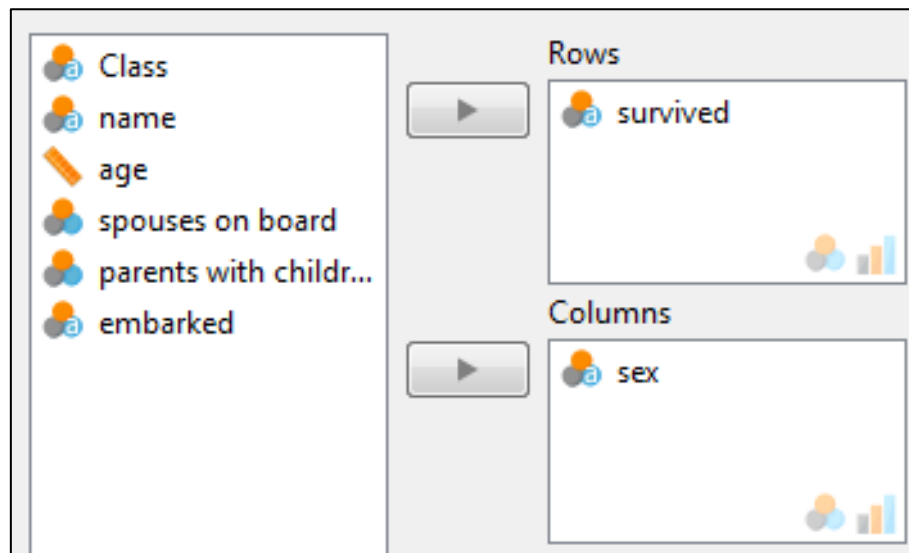 Class
name
age
spouses on board
parents with childr...
embarked
Rows
survived
Columns
sex